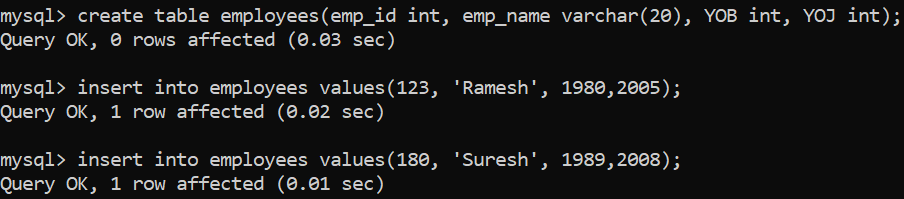 mysql> create table employees(emp_id int, emp_name varchar(20), YOB int, YOJ int);
Query OK, 0 rows affected (0.03 sec)
mysql> insert into employees values(123, 'Ramesh', 1980,2005);
Query OK, 1 row affected (0.02 sec)
mysql> insert into employees values(180, 'Suresh', 1989,2008);
Query OK, 1 row affected (0.01 sec)